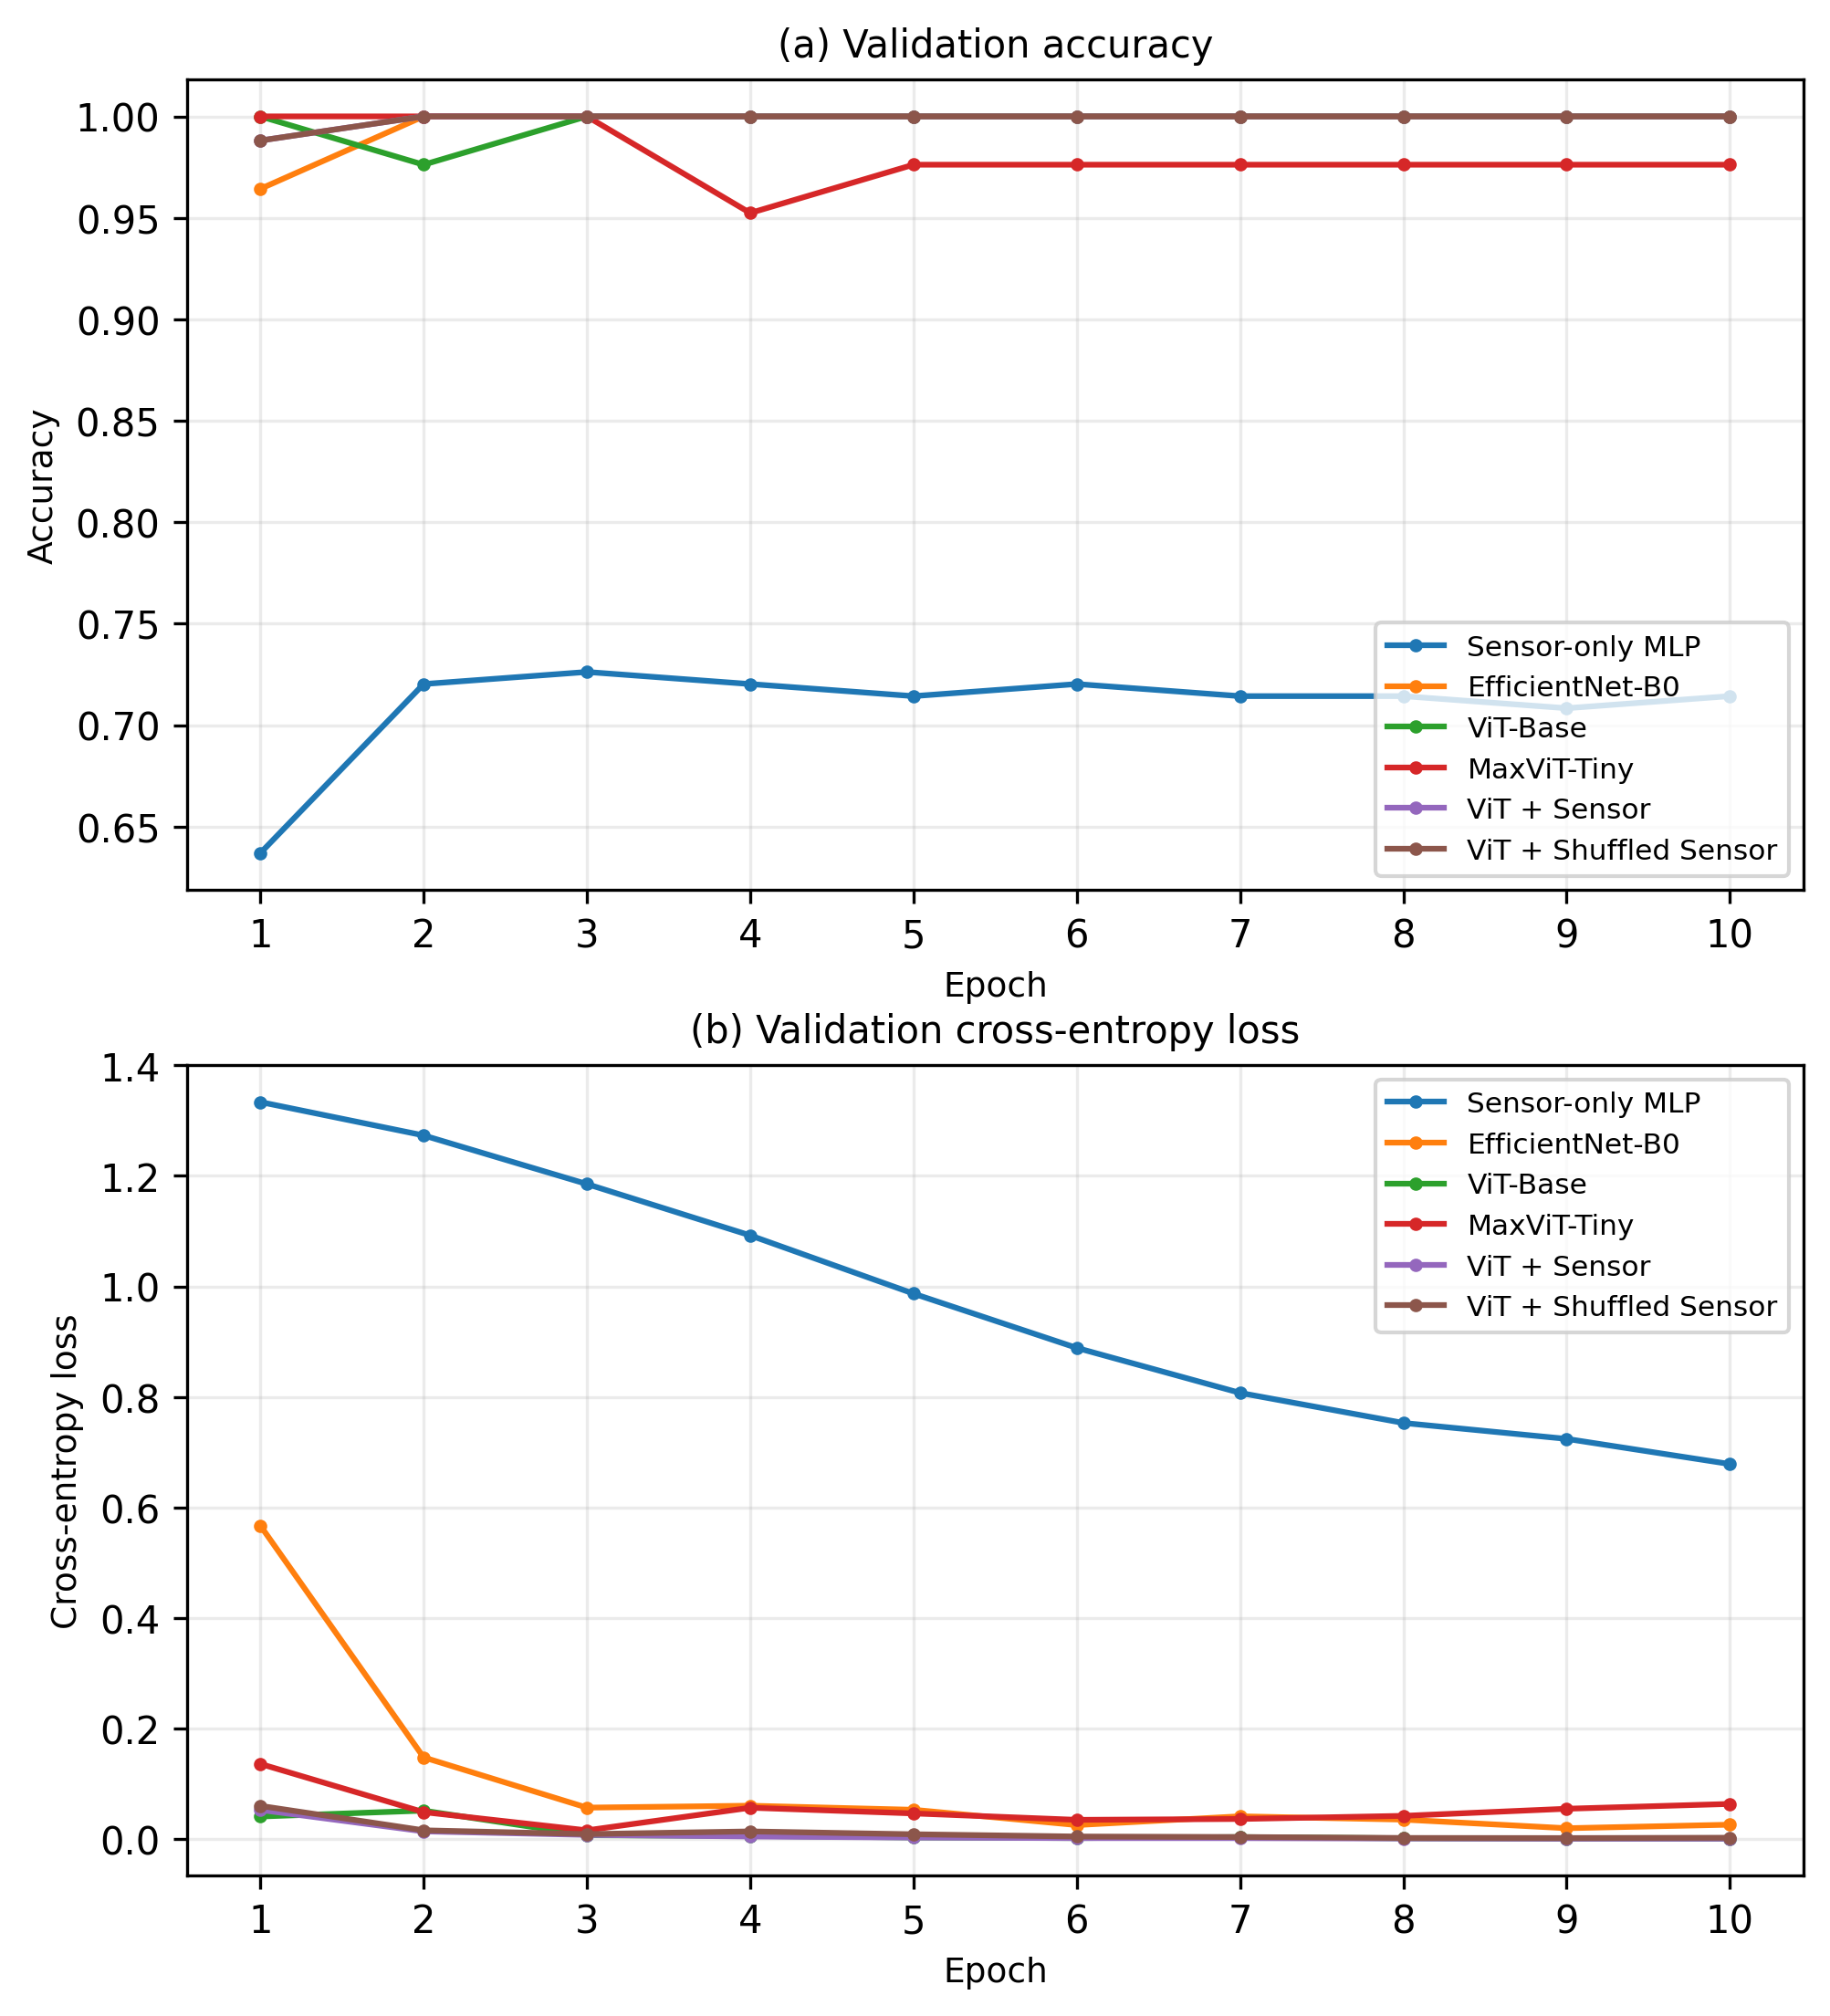 (a) Validation accuracy
1.00
0.95
0.90
0.85
0.80
0.75
0.70
0.65
Accuracy
Sensor-only MLP
EfficientNet-B0
ViT-Base
MaxViT-Tiny
ViT + Sensor
ViT + Shuffled Sensor
1 2 3 4 5 6 7 8 9 10
Epoch
(b) Validation cross-entropy loss
1.4
1.2
1.0
0.8
0.6
0.4
0.2
0.0
Cross-entropy loss
Sensor-only MLP
EfficientNet-B0
ViT-Base
MaxViT-Tiny
ViT + Sensor
ViT + Shuffled Sensor
1 2 3 4 5 6 7 8 9 10
Epoch